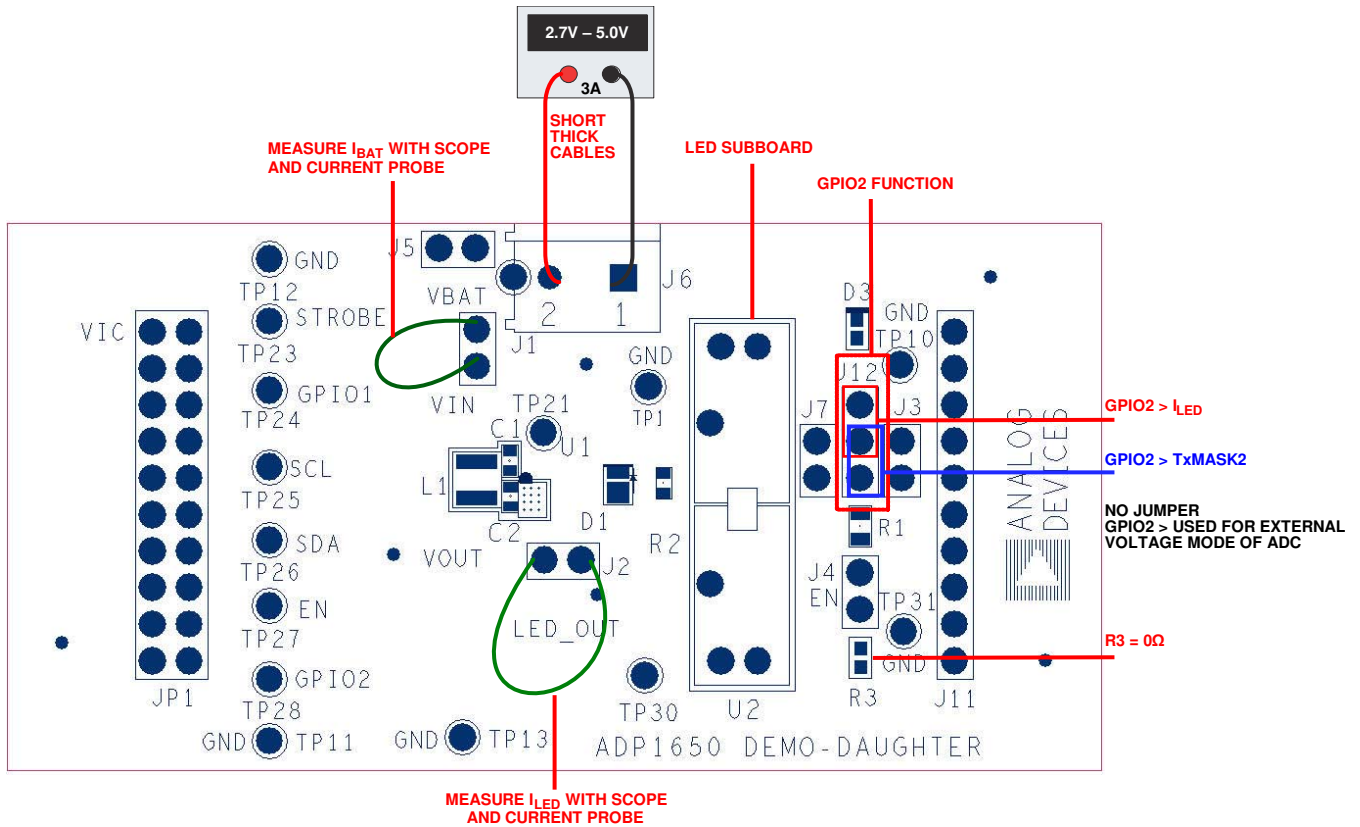 2.7V – 5.0V
3A
SHORT
THICK
CABLES
MEASURE IBAT WITH SCOPE
AND CURRENT PROBE
LED SUBBOARD
GPIO2 FUNCTION
J5
GND
TP12
VBAT
2
1
J6
D3
GND
TP10
VIC
STROBE
TP23
J1
GND
TP1
J12
GPIO1
TP24
VIN
TP21
J7
J3
GPIO2 > ILED
C1
U1
SCL
TP25
L1
GPIO2 > TxMASK2
ANALOG
DEVICES
C2
D1
R2
R1
NO JUMPER
GPIO2 > USED FOR EXTERNAL
VOLTAGE MODE OF ADC
SDA
TP26
VOUT
J2
J4
EN
TP31
EN
TP27
LED_OUT
GND
R3 = 0Ω
GPIO2
TP28
JP1
TP30
U2
R3
J11
GND
TP11
GND
TP13
ADP1650 DEMO-DAUGHTER
MEASURE ILED WITH SCOPE
AND CURRENT PROBE